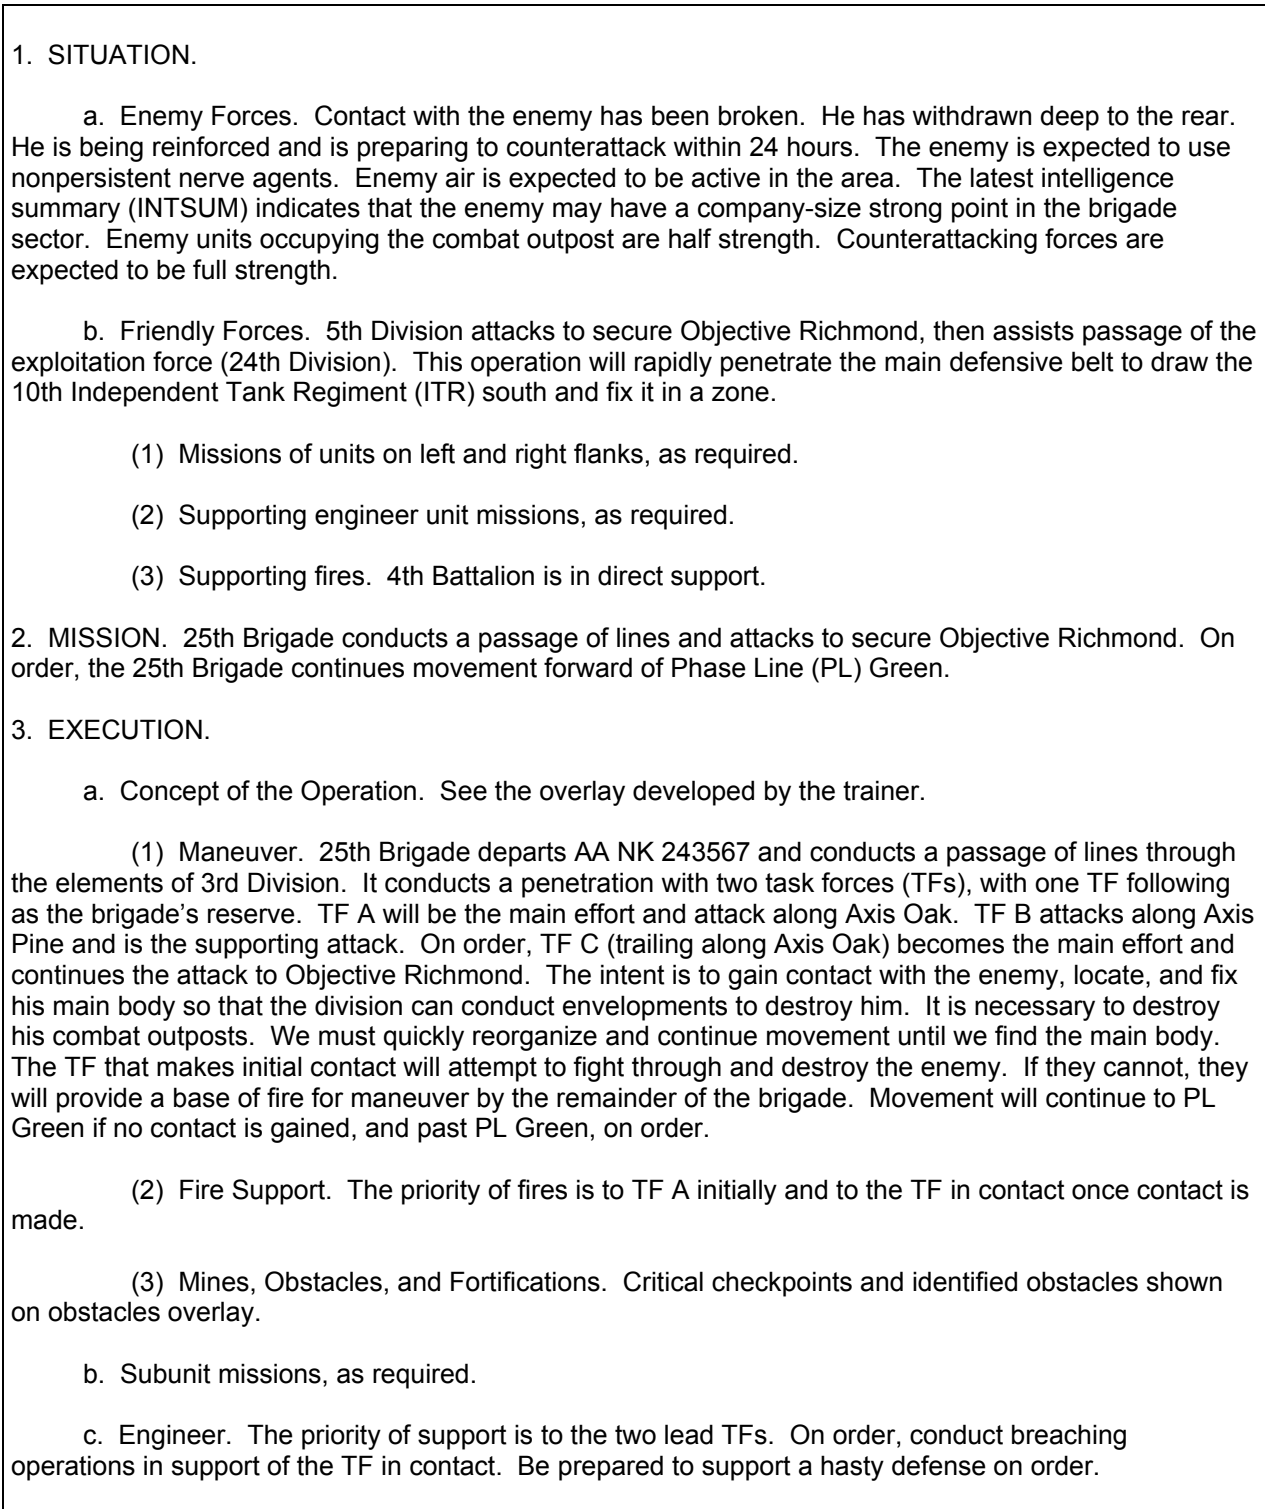 1.  SITUATION.
a.  Enemy Forces.  Contact with the enemy has been broken.  He has withdrawn deep to the rear.
He is being reinforced and is preparing to counterattack within 24 hours.  The enemy is expected to use
nonpersistent nerve agents.  Enemy air is expected to be active in the area.  The latest intelligence
summary (INTSUM) indicates that the enemy may have a company-size strong point in the brigade
sector.  Enemy units occupying the combat outpost are half strength.  Counterattacking forces are
expected to be full strength.
b.  Friendly Forces.  5th Division attacks to secure Objective Richmond, then assists passage of the
exploitation force (24th Division).  This operation will rapidly penetrate the main defensive belt to draw the
10th Independent Tank Regiment (ITR) south and fix it in a zone.
(1)  Missions of units on left and right flanks, as required.
(2)  Supporting engineer unit missions, as required.
(3)  Supporting fires.  4th Battalion is in direct support.
2.  MISSION.  25th Brigade conducts a passage of lines and attacks to secure Objective Richmond.  On
order, the 25th Brigade continues movement forward of Phase Line (PL) Green.
3.  EXECUTION.
a.  Concept of the Operation.  See the overlay developed by the trainer.
(1)  Maneuver.  25th Brigade departs AA NK 243567 and conducts a passage of lines through
the elements of 3rd Division.  It conducts a penetration with two task forces (TFs), with one TF following
as the brigade’s reserve.  TF A will be the main effort and attack along Axis Oak.  TF B attacks along Axis
Pine and is the supporting attack.  On order, TF C (trailing along Axis Oak) becomes the main effort and
continues the attack to Objective Richmond.  The intent is to gain contact with the enemy, locate, and fix
his main body so that the division can conduct envelopments to destroy him.  It is necessary to destroy
his combat outposts.  We must quickly reorganize and continue movement until we find the main body.
The TF that makes initial contact will attempt to fight through and destroy the enemy.  If they cannot, they
will provide a base of fire for maneuver by the remainder of the brigade.  Movement will continue to PL
Green if no contact is gained, and past PL Green, on order.
(2)  Fire Support.  The priority of fires is to TF A initially and to the TF in contact once contact is
made.
(3)  Mines, Obstacles, and Fortifications.  Critical checkpoints and identified obstacles shown
on obstacles overlay.
b.  Subunit missions, as required.
c.  Engineer.  The priority of support is to the two lead TFs.  On order, conduct breaching
operations in support of the TF in contact.  Be prepared to support a hasty defense on order.